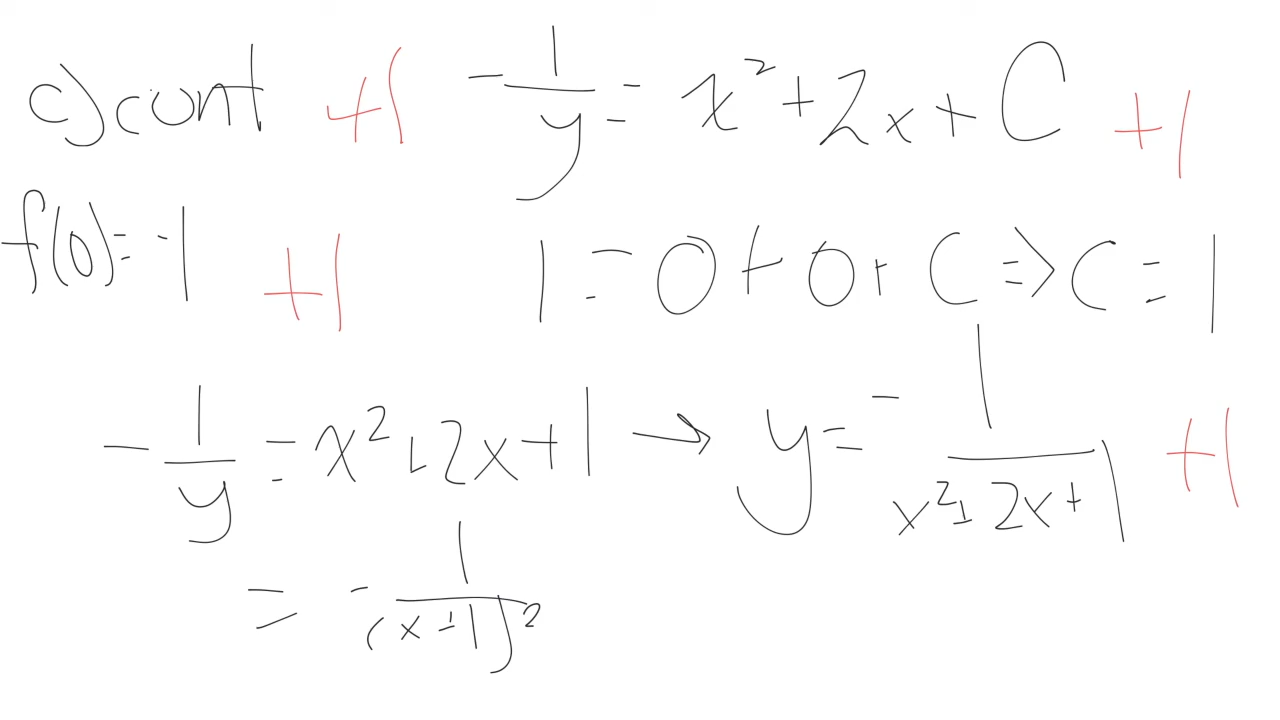 c) cont +1 -1/y = x² + 2x + C +1
f(0) = -1 +1 1 = 0 + 0 + C ⇒ C = 1
-1/y = x² + 2x + 1 → y = -1/(x² + 2x + 1) +1
= -1/(x+1)²